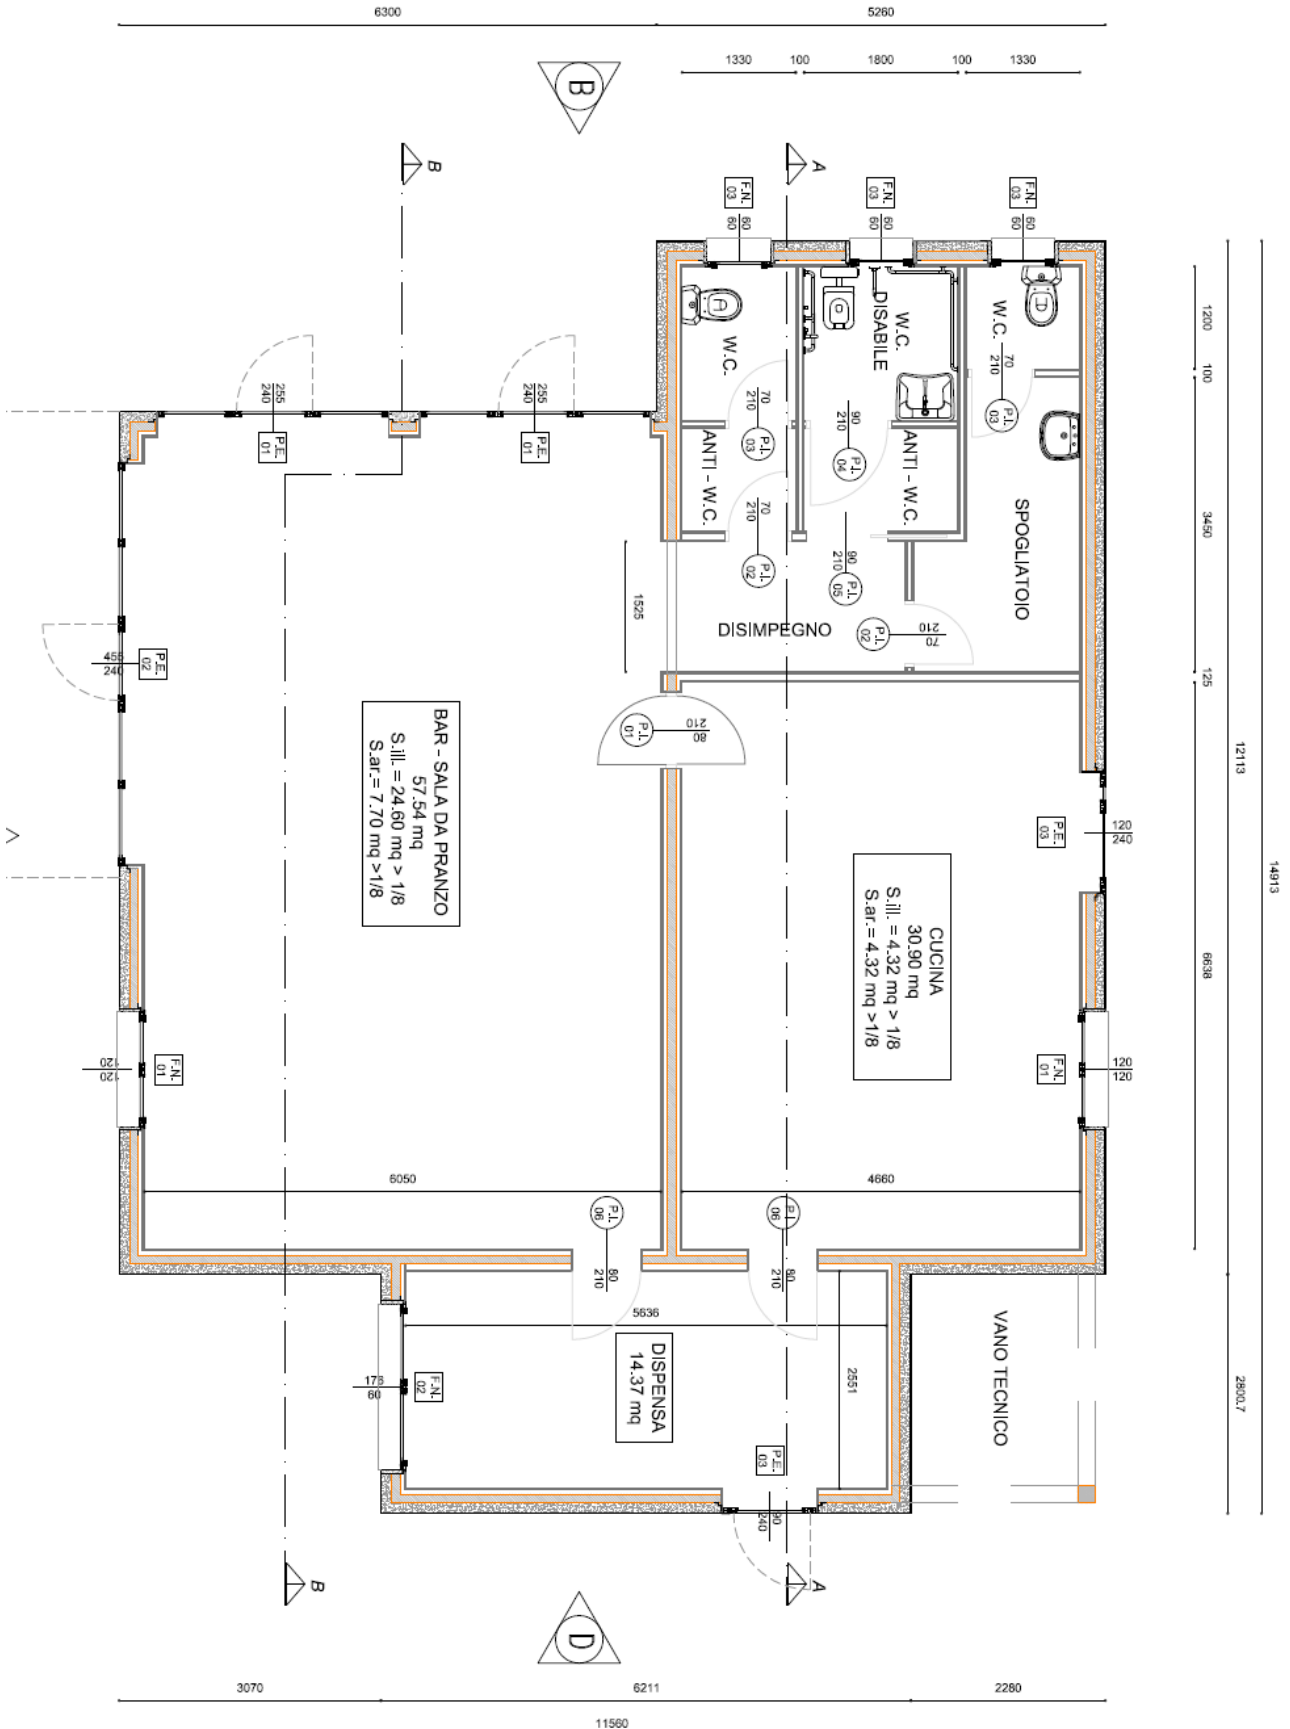 6300
5260
1330
100
1800
100
1330
B
B
A
F.N.
03
60
60
F.N.
03
60
60
F.N.
03
60
60
W.C.
W.C.
DISABILE
W.C.
70
210
P.I.
03
1200
100
255
240
P.E.
01
255
240
P.E.
01
70
210
P.I.
03
90
210
P.I.
04
ANTI - W.C.
ANTI - W.C.
SPOGLIATOIO
3450
70
210
P.I.
02
90
210
P.I.
05
1525
DISIMPEGNO
P.I.
02
70
210
125
455
240
P.E.
02
P.I.
01
80
210
12113
14913
BAR - SALA DA PRANZO
57.54 mq
S.ill. = 24.60 mq > 1/8
S.ar.= 7.70 mq >1/8
P.E.
03
120
240
CUCINA
30.90 mq
S.ill. = 4.32 mq > 1/8
S.ar.= 4.32 mq >1/8
6638
120
120
F.N.
01
F.N.
01
120
120
6050
4660
P.I.
06
80
210
P.I.
06
80
210
5636
DISPENSA
14.37 mq
2551
VANO TECNICO
2800.7
176
60
F.N.
02
P.E.
03
90
240
B
A
D
3070
6211
2280
11560